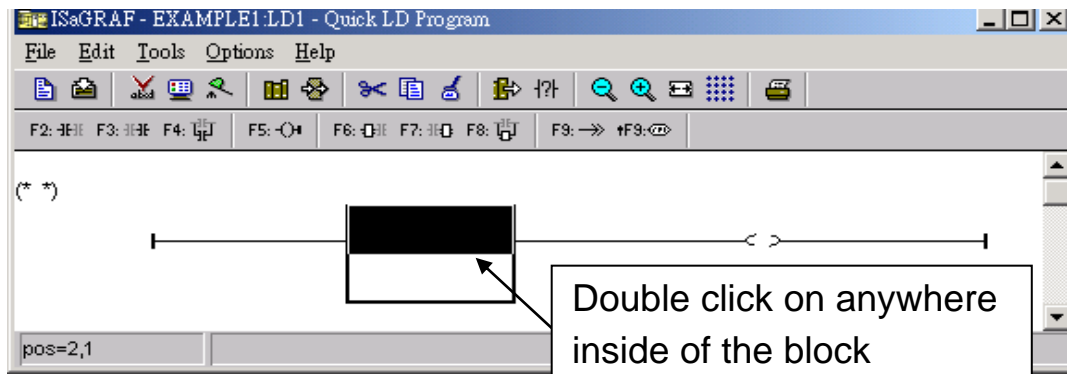 ISaGRAF - EXAMPLE1:LD1 - Quick LD Program
File Edit Tools Options Help
F2: F3: F4: F5: F6: F7: F8: F9: F9:
(* *)
Double click on anywhere
inside of the block
pos=2,1